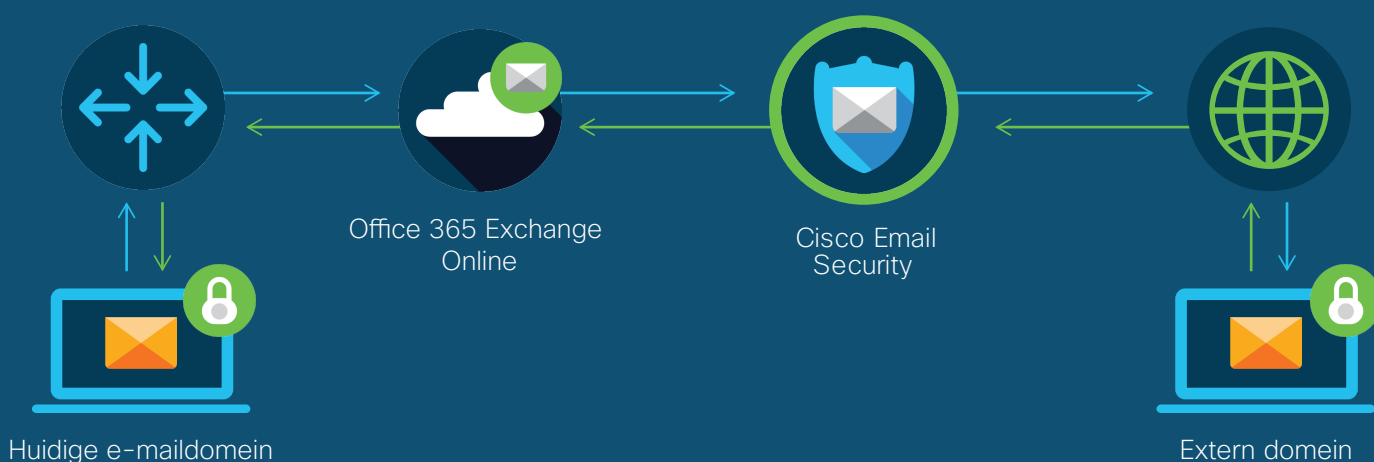 Office 365 Exchange
Online
Cisco Email
Security
Huidige e-maildomein
Extern domein